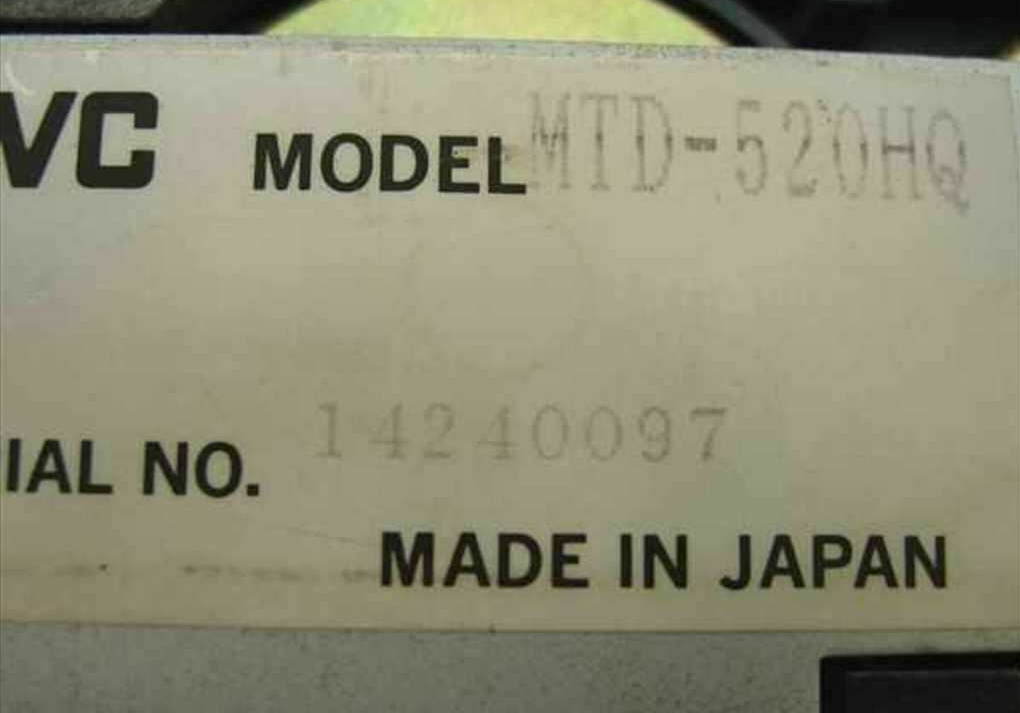 VC MODEL MTD-520HQ
IAL NO. 14240097
MADE IN JAPAN